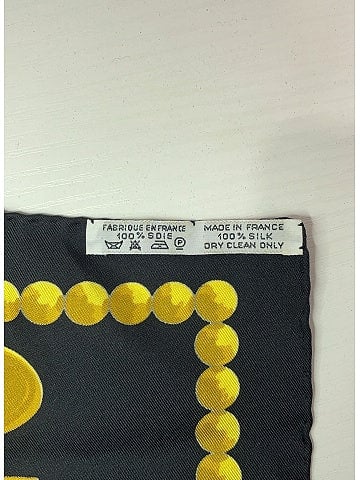 FABRIQUE EN FRANCE
100% SOIE
MADE IN FRANCE
100% SILK
DRY CLEAN ONLY